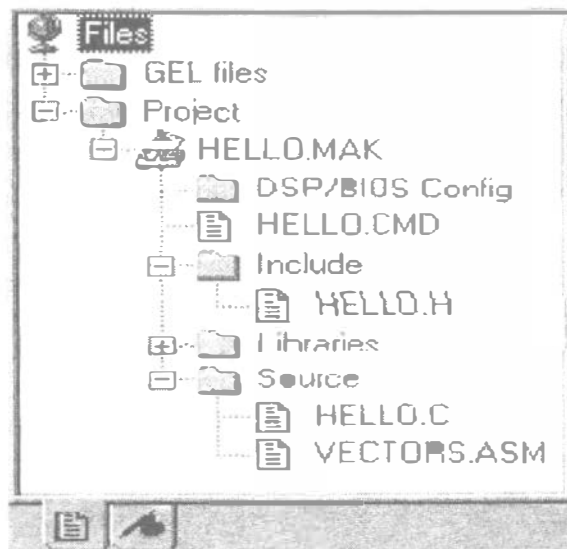 Files
GEL files
Project
HELLO.MAK
DSP/BIOS Config
HELLO.CMD
Include
HELLO.H
Libraries
Source
HELLO.C
VECTORS.ASM